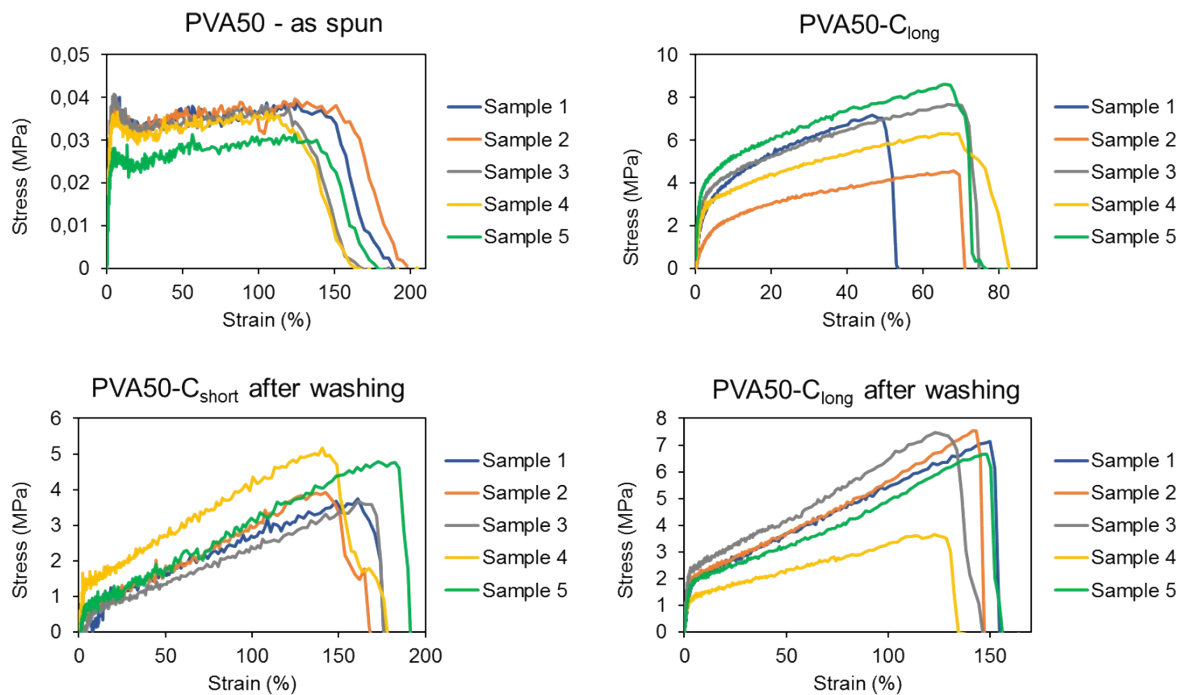 PVA50 - as spun
0,05
0,04
0,03
0,02
0,01
0
Stress (MPa)
0
50
100
150
200
Strain (%)
Sample 1
Sample 2
Sample 3
Sample 4
Sample 5
PVA50-Clong
10
8
6
4
2
0
Stress (MPa)
0
20
40
60
80
Strain (%)
Sample 1
Sample 2
Sample 3
Sample 4
Sample 5
PVA50-Cshort after washing
6
5
4
3
2
1
0
Stress (MPa)
0
50
100
150
200
Strain (%)
Sample 1
Sample 2
Sample 3
Sample 4
Sample 5
PVA50-Clong after washing
8
7
6
5
4
3
2
1
0
Stress (MPa)
0
50
100
150
Strain (%)
Sample 1
Sample 2
Sample 3
Sample 4
Sample 5